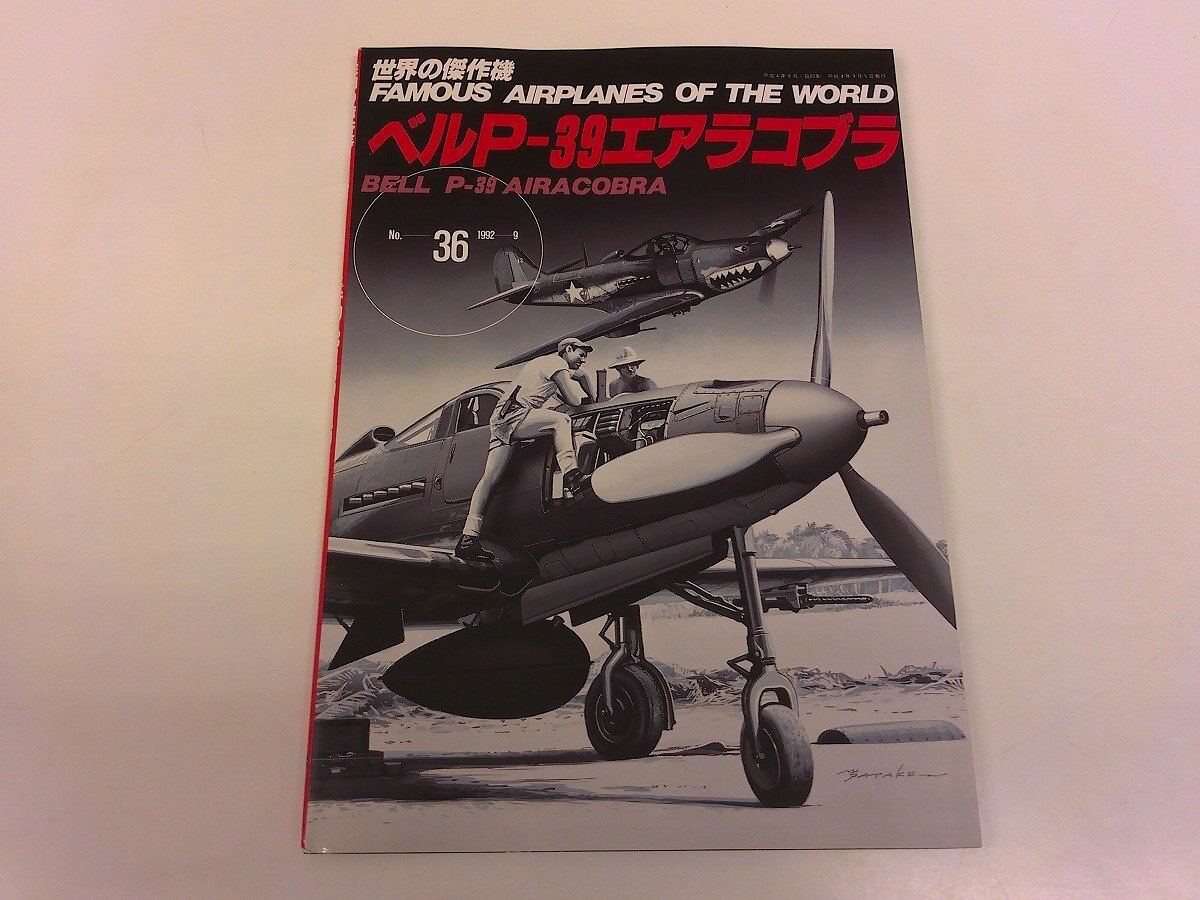 世界の傑作機
FAMOUS AIRPLANES OF THE WORLD
ベルP-39エアラコブラ
BELL P-39 AIRACOBRA
No. 36 1992 9